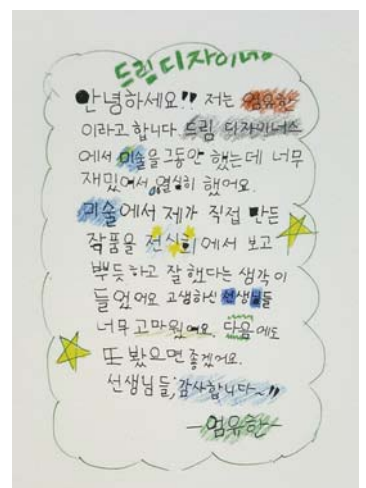 드림디자이너스
안녕하세요!! 저는 엄유한
이라고 합니다. 드림 디자이너스
에서 미술을 그동안 했는데 너무
재밌어서 열심히 했어요.
미술에서 제가 직접 만든
작품을 전시회에서 보고
뿌듯하고 잘했다는 생각이
들었어요 고생하신 선생님들
너무 고마웠어요. 다음에도
또 봤으면 좋겠어요.
선생님들, 감사합니다~!!
-엄유한-